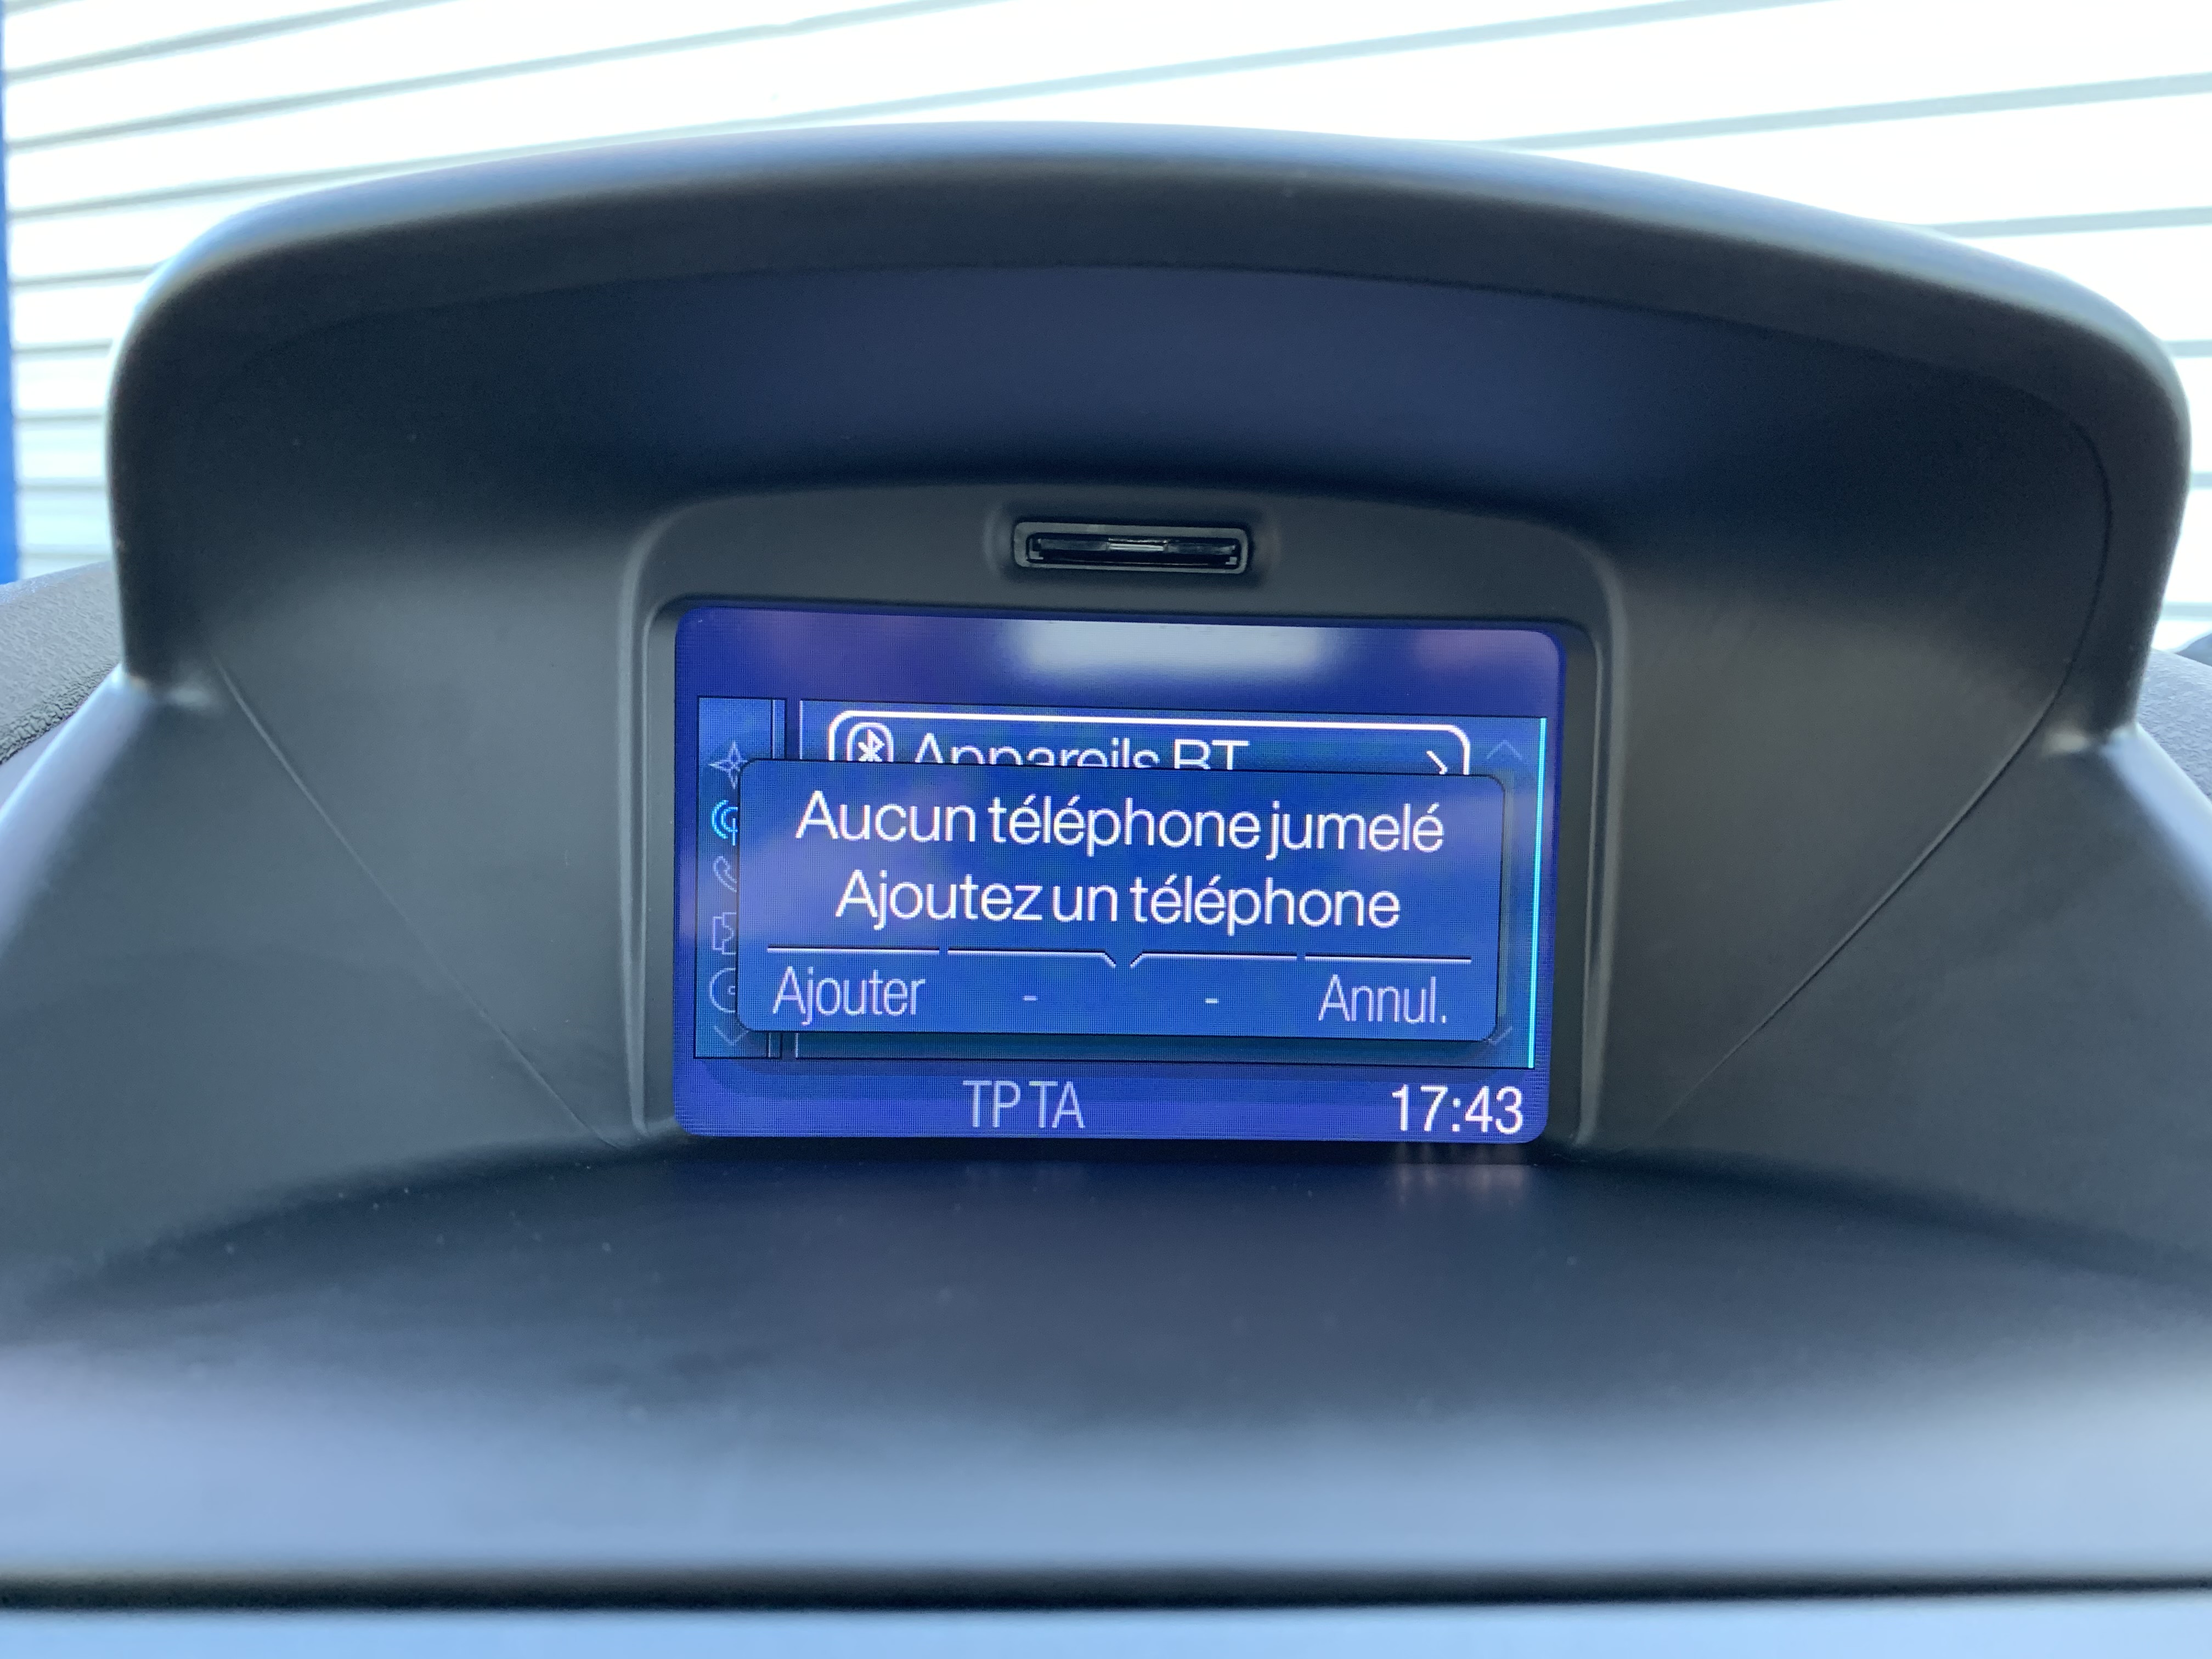 Appareils BT
Aucun téléphone jumelé
Ajoutez un téléphone
Ajouter - - Annul.
TP TA 17:43